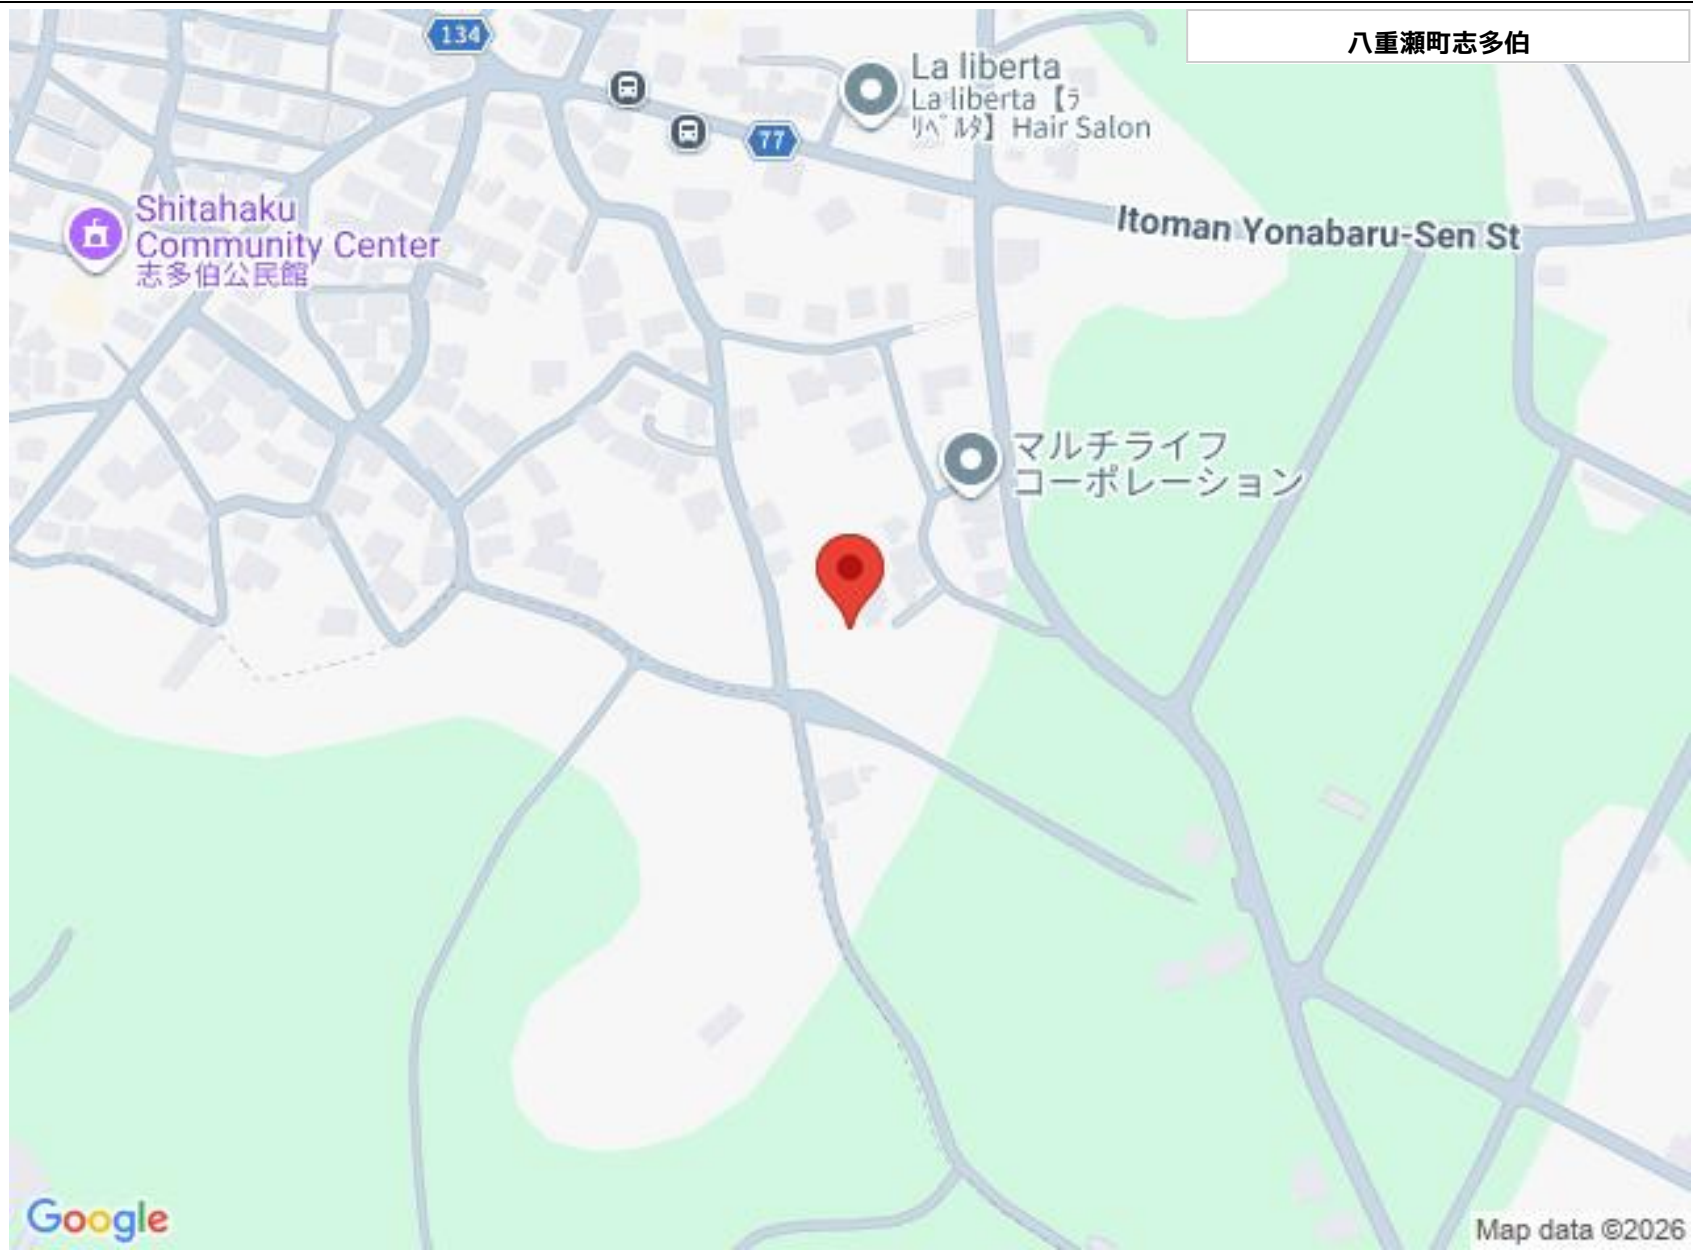 八重瀬町志多伯
134
La liberta
La liberta【ラ
リベルタ】Hair Salon
77
Shitahaku
Community Center
志多伯公民館
Itoman Yonabaru-Sen St
マルチライフ
コーポレーション
Google
Map data ©2026